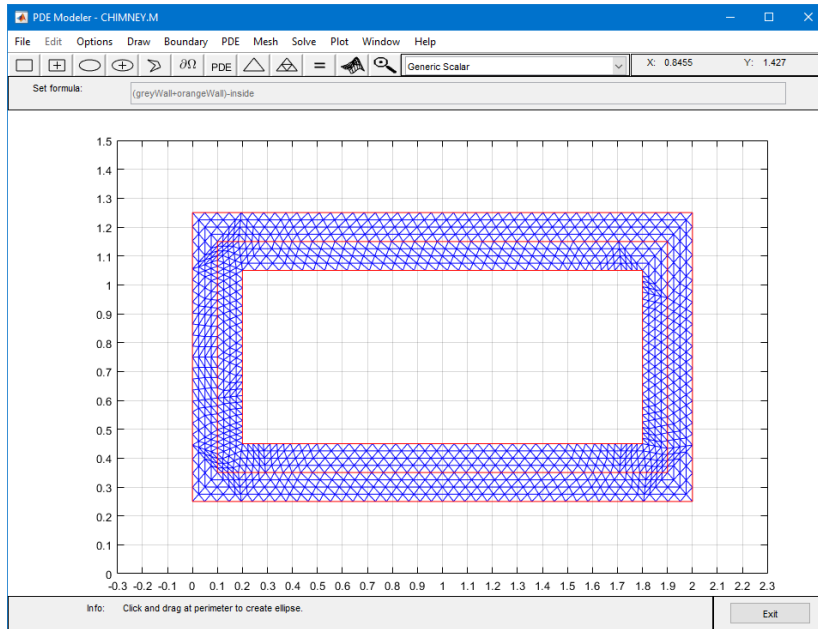 PDE Modeler - CHIMNEY.M
File Edit Options Draw Boundary PDE Mesh Solve Plot Window Help
∂Ω PDE = Generic Scalar X: 0.8455 Y: 1.427
Set formula: (greyWall+orangeWall)-inside
1.5
1.4
1.3
1.2
1.1
1
0.9
0.8
0.7
0.6
0.5
0.4
0.3
0.2
0.1
0
-0.3 -0.2 -0.1 0 0.1 0.2 0.3 0.4 0.5 0.6 0.7 0.8 0.9 1 1.1 1.2 1.3 1.4 1.5 1.6 1.7 1.8 1.9 2 2.1 2.2 2.3
Info: Click and drag at perimeter to create ellipse. Exit